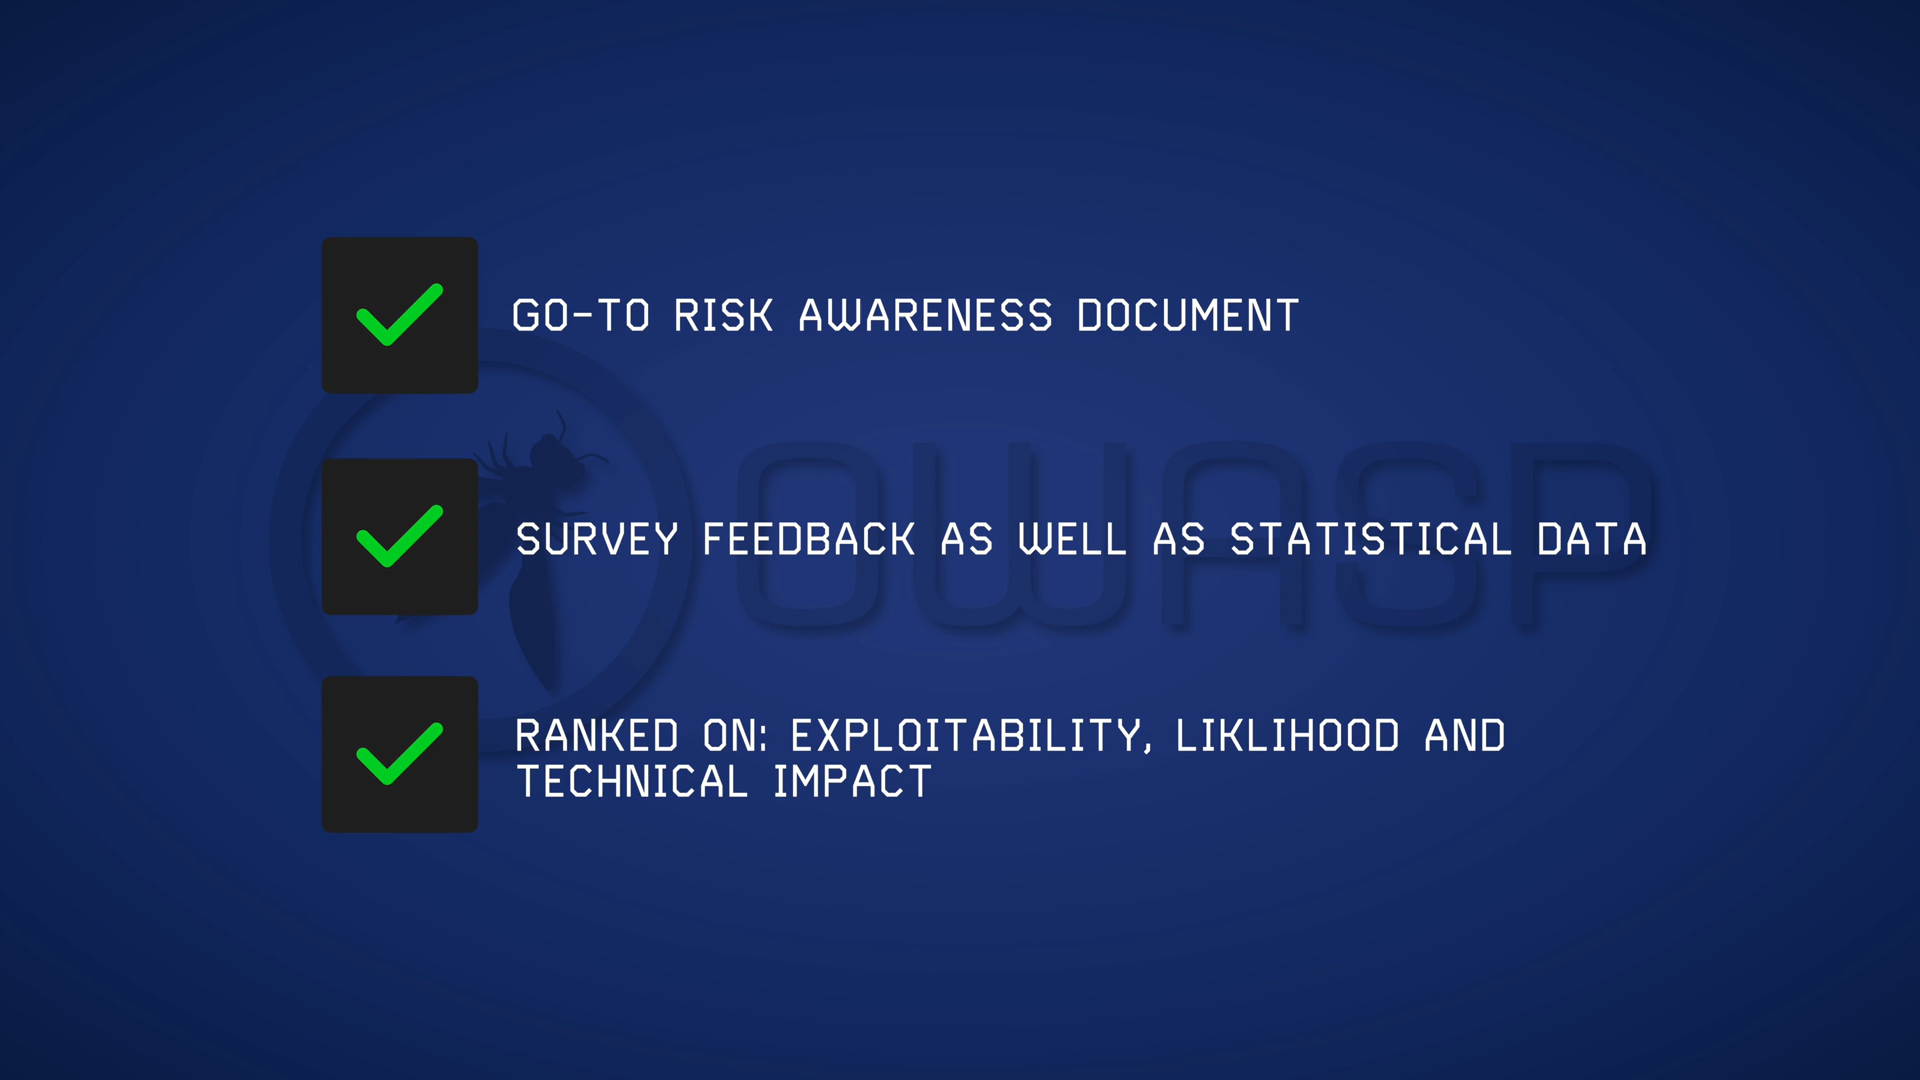 GO-TO RISK AWARENESS DOCUMENT
OWASP
SURVEY FEEDBACK AS WELL AS STATISTICAL DATA
RANKED ON: EXPLOITABILITY, LIKLIHOOD AND
TECHNICAL IMPACT